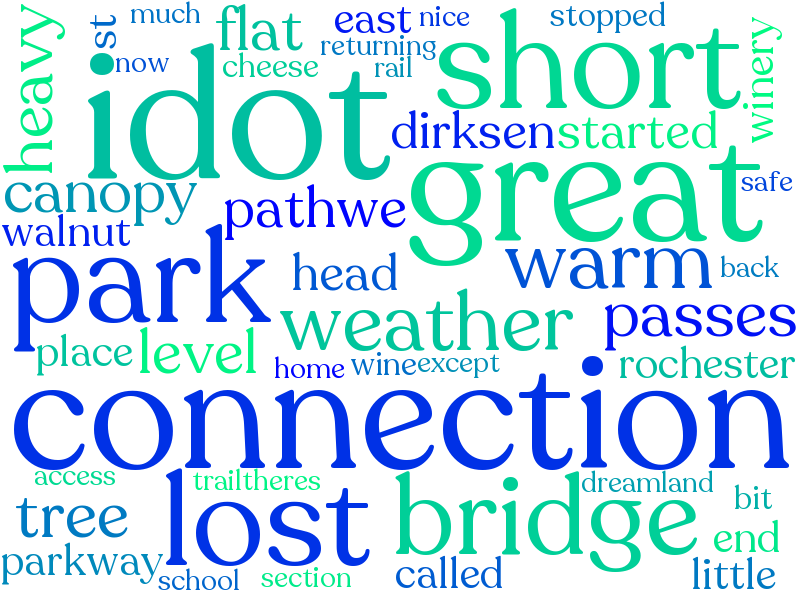 much
nice
stopped
heavy
st
flat
east
returning
short
winery
now
cheese
rail
idot
dirksen
started
great
safe
canopy
pathwe
walnut
park
head
warm
back
weather
passes
place
level
home
wine
except
rochester
connection
access
trailtheres
lost
bridge
dreamland
bit
tree
end
parkway
school
section
called
little